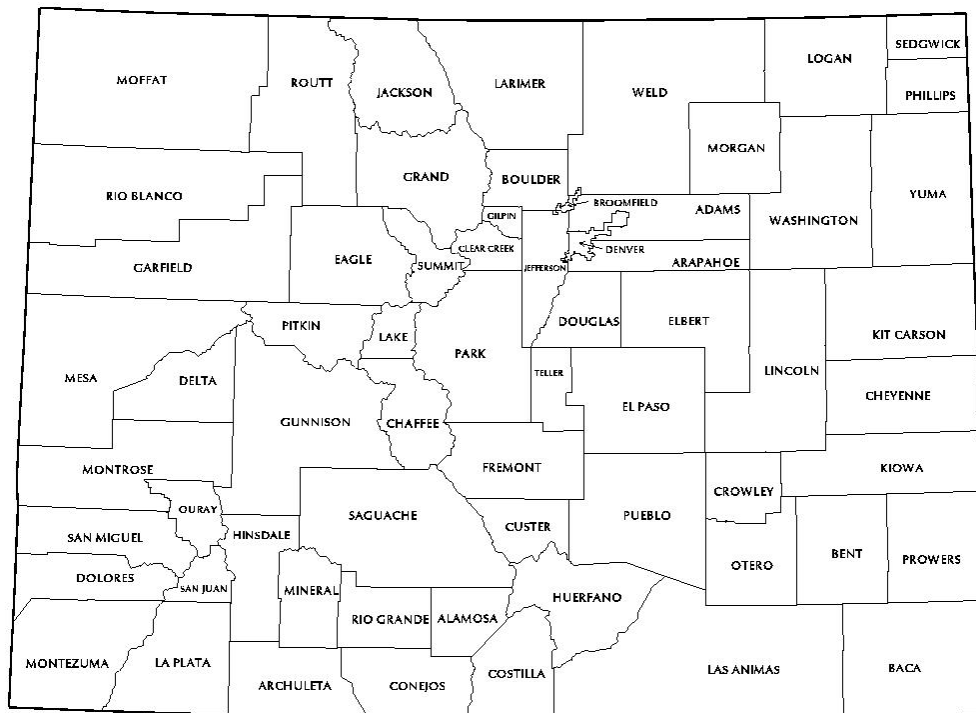 SEDGWICK
LOGAN
MOFFAT
ROUTT
LARIMER
JACKSON
WELD
PHILLIPS
MORGAN
GRAND
BOULDER
RIO BLANCO
YUMA
BROOMFIELD
ADAMS
GILPIN
WASHINGTON
CLEAR CREEK
DENVER
EAGLE
GARFIELD
SUMMIT
JEFFERSON
ARAPAHOE
PITKIN
DOUGLAS
ELBERT
LAKE
KIT CARSON
PARK
MESA
DELTA
TELLER
LINCOLN
CHEYENNE
EL PASO
GUNNISON
CHAFFEE
MONTROSE
FREMONT
KIOWA
CROWLEY
OURAY
SAGUACHE
PUEBLO
CUSTER
SAN MIGUEL
HINSDALE
BENT
PROWERS
OTERO
DOLORES
SAN JUAN
MINERAL
HUERFANO
RIO GRANDE
ALAMOSA
MONTEZUMA
LA PLATA
COSTILLA
LAS ANIMAS
BACA
ARCHULETA
CONEJOS